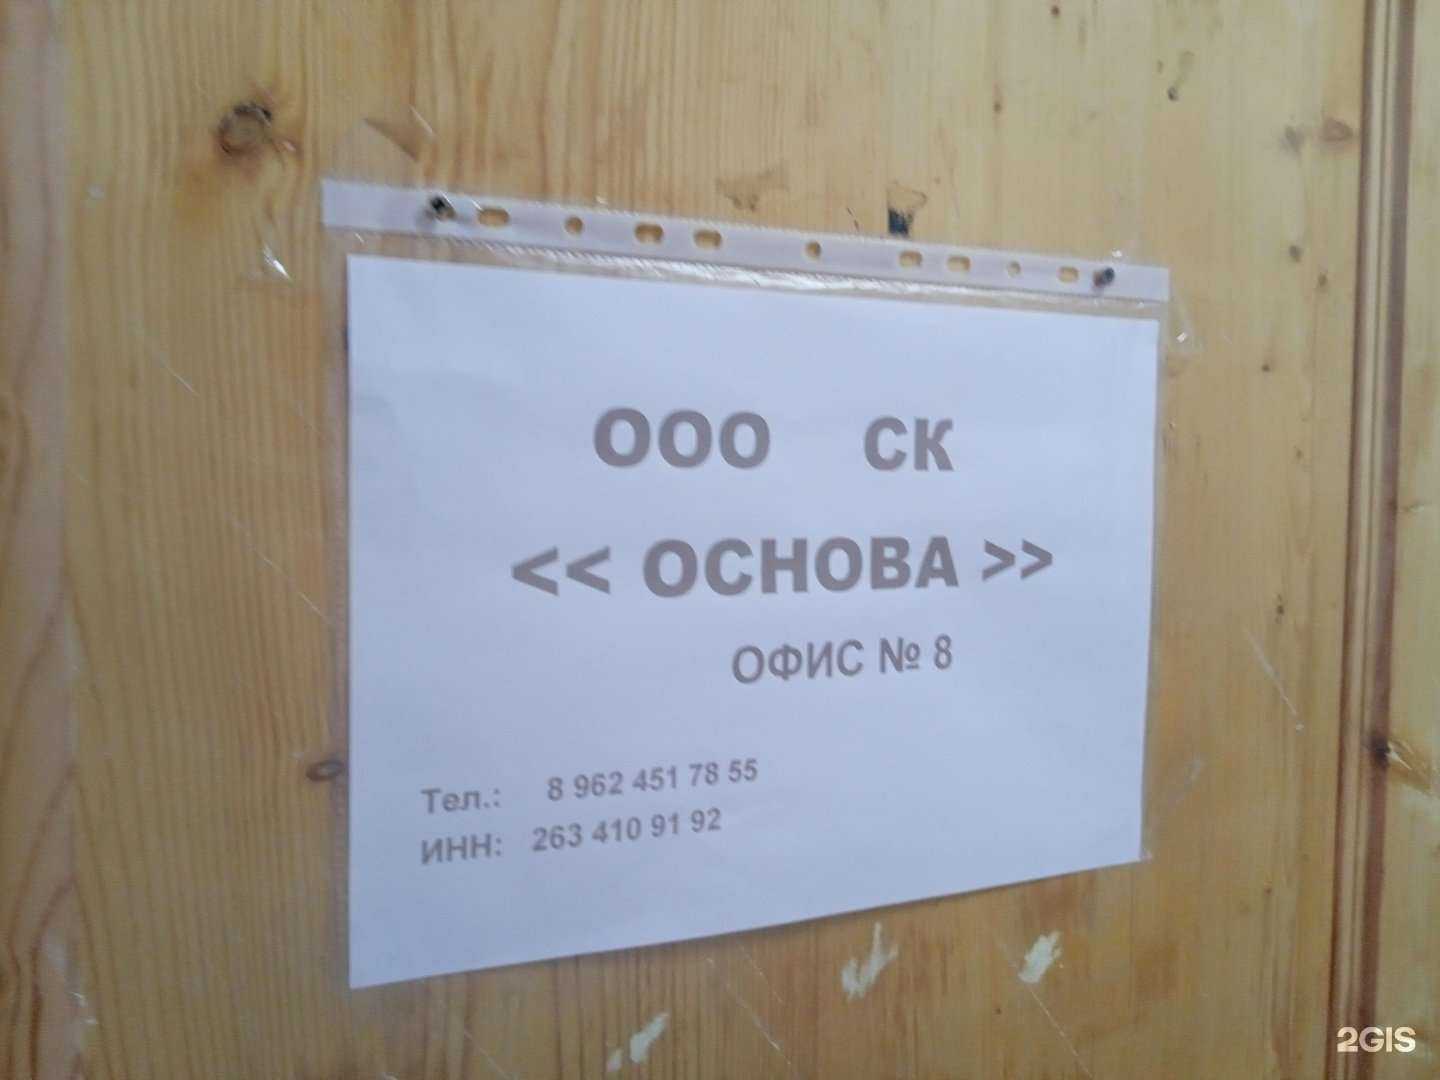 ООО СК
<< ОСНОВА >>
ОФИС № 8
Тел.: 8 962 451 78 55
ИНН: 263 410 91 92
2GIS